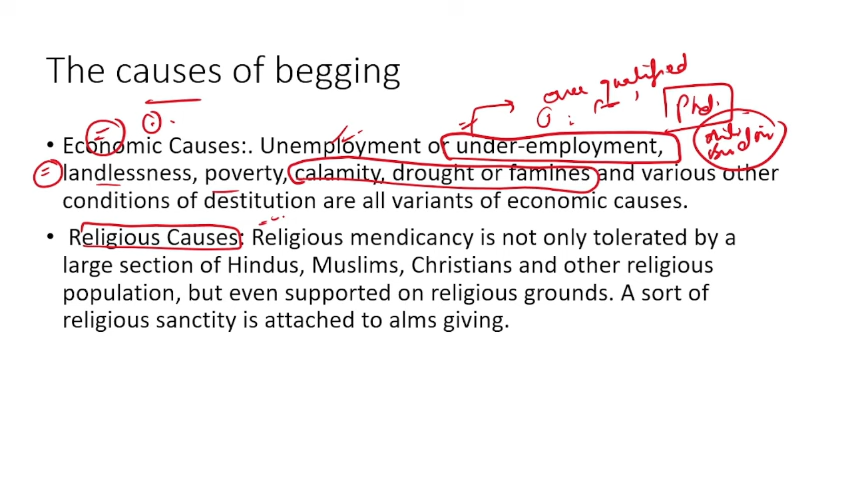 The causes of begging
over qualified
Phd.
• Economic Causes:. Unemployment or under-employment,
landlessness, poverty, calamity, drought or famines and various other
conditions of destitution are all variants of economic causes.
• Religious Causes: Religious mendicancy is not only tolerated by a
large section of Hindus, Muslims, Christians and other religious
population, but even supported on religious grounds. A sort of
religious sanctity is attached to alms giving.